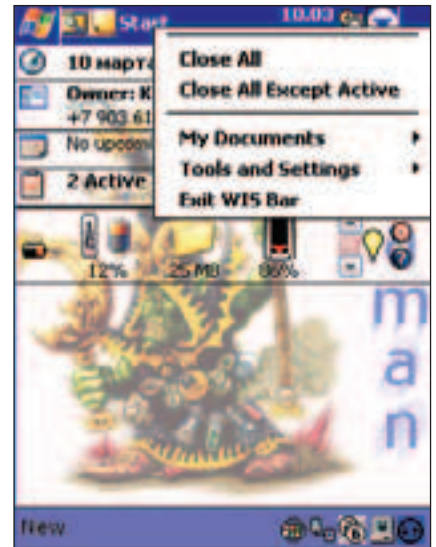 Start 10.03
10 марта
Close All
Owner: K
Close All Except Active
+7 903 61
No upcom
My Documents
2 Active
Tools and Settings
Exit WIS Bar
12% 25 MB 86%
m
a
n
New